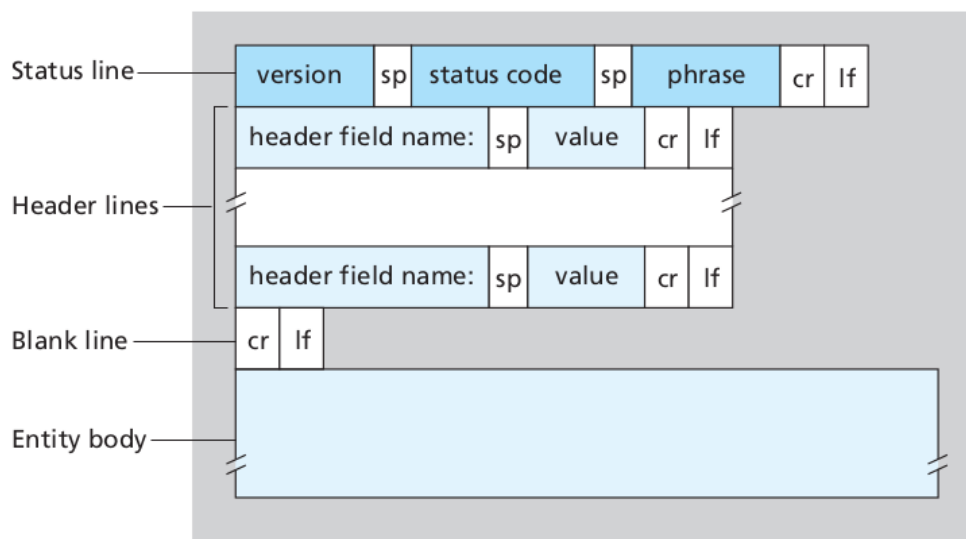 Status line version sp status code sp phrase cr lf
header field name: sp value cr lf
Header lines
header field name: sp value cr lf
Blank line cr lf
Entity body